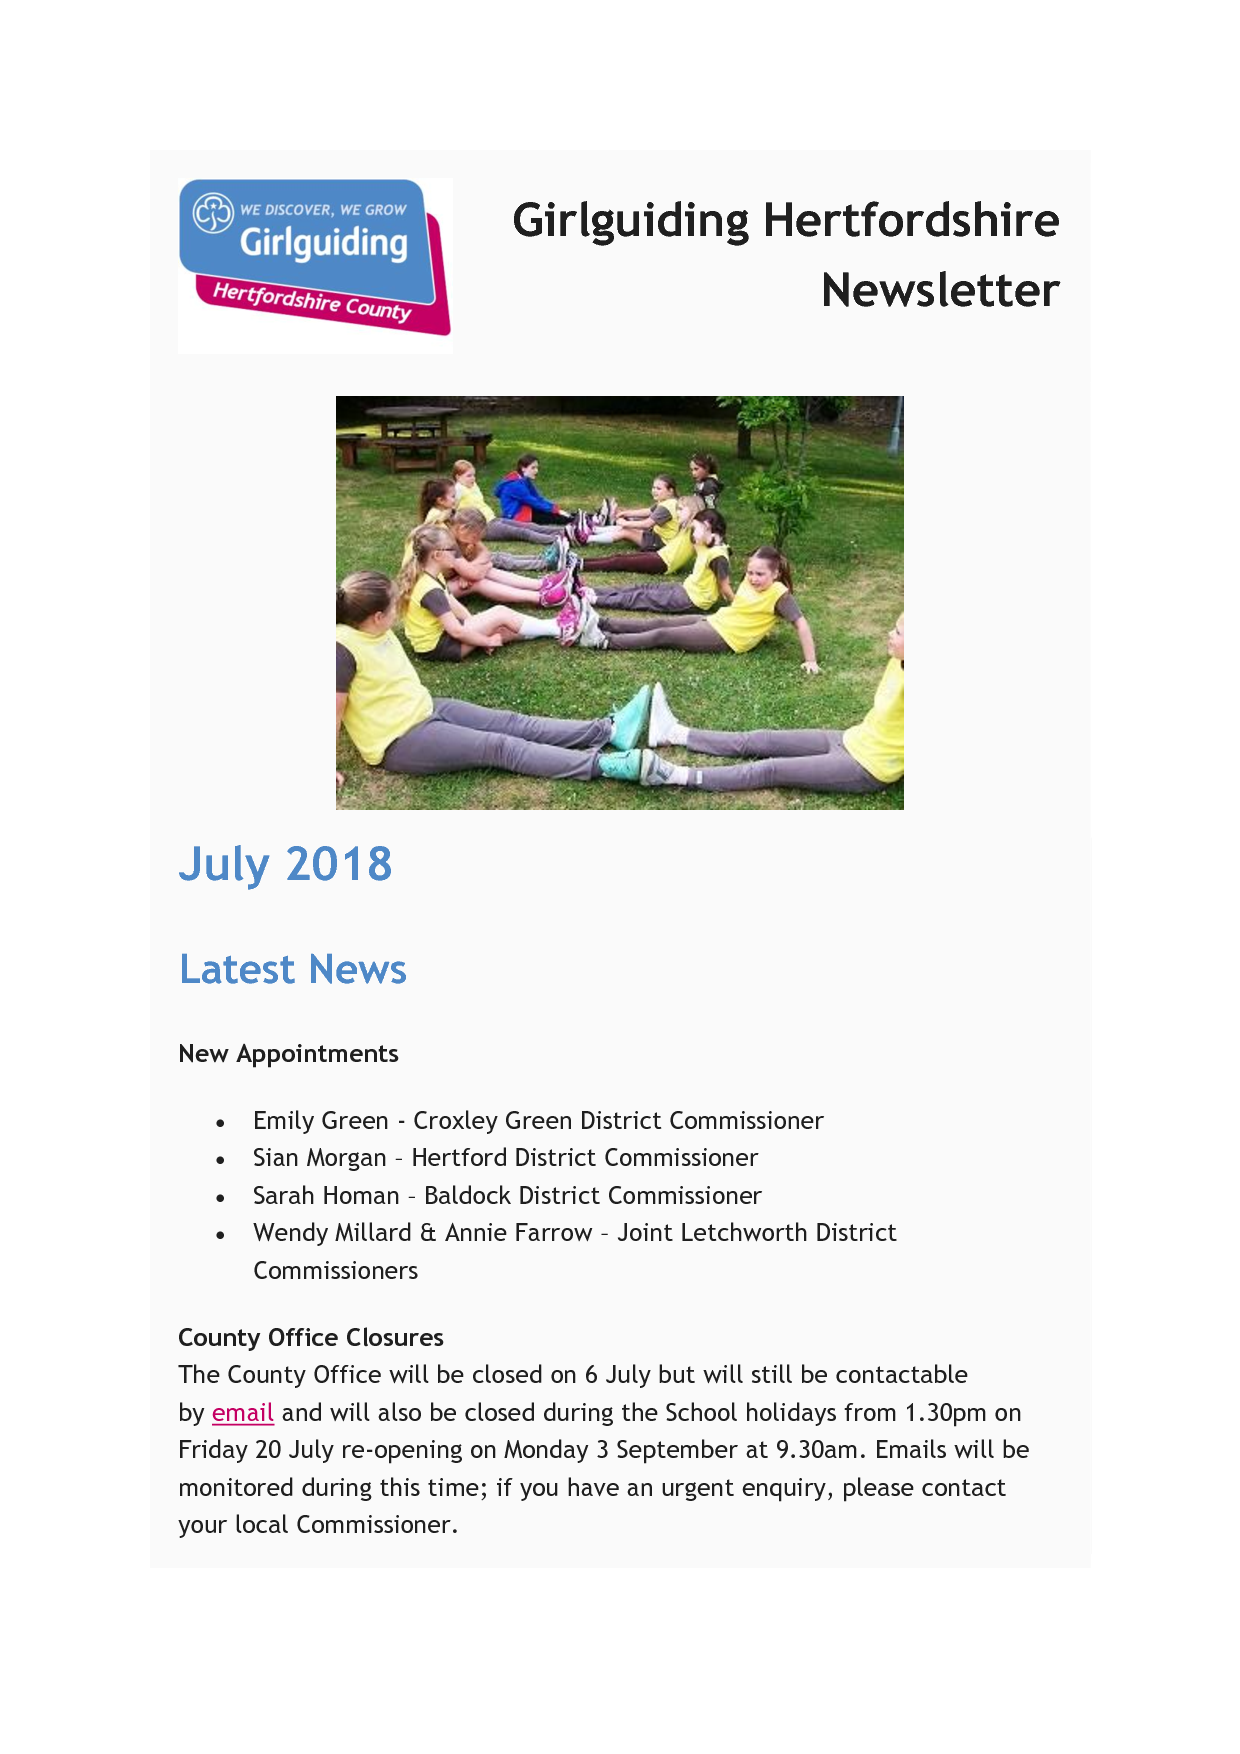 WE DISCOVER, WE GROW
Girlguiding
Hertfordshire County
Girlguiding Hertfordshire
Newsletter
July 2018
Latest News
New Appointments
• Emily Green - Croxley Green District Commissioner
• Sian Morgan – Hertford District Commissioner
• Sarah Homan – Baldock District Commissioner
• Wendy Millard & Annie Farrow – Joint Letchworth District
Commissioners
County Office Closures
The County Office will be closed on 6 July but will still be contactable
by email and will also be closed during the School holidays from 1.30pm on
Friday 20 July re-opening on Monday 3 September at 9.30am. Emails will be
monitored during this time; if you have an urgent enquiry, please contact
your local Commissioner.